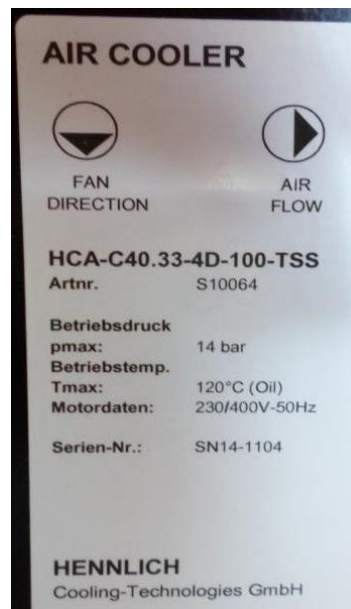 AIR COOLER
FAN DIRECTION
AIR FLOW
HCA-C40.33-4D-100-TSS
Artnr. S10064
Betriebsdruck
pmax: 14 bar
Betriebstemp.
Tmax: 120°C (Oil)
Motordaten: 230/400V-50Hz
Serien-Nr.: SN14-1104
HENNLICH
Cooling-Technologies GmbH